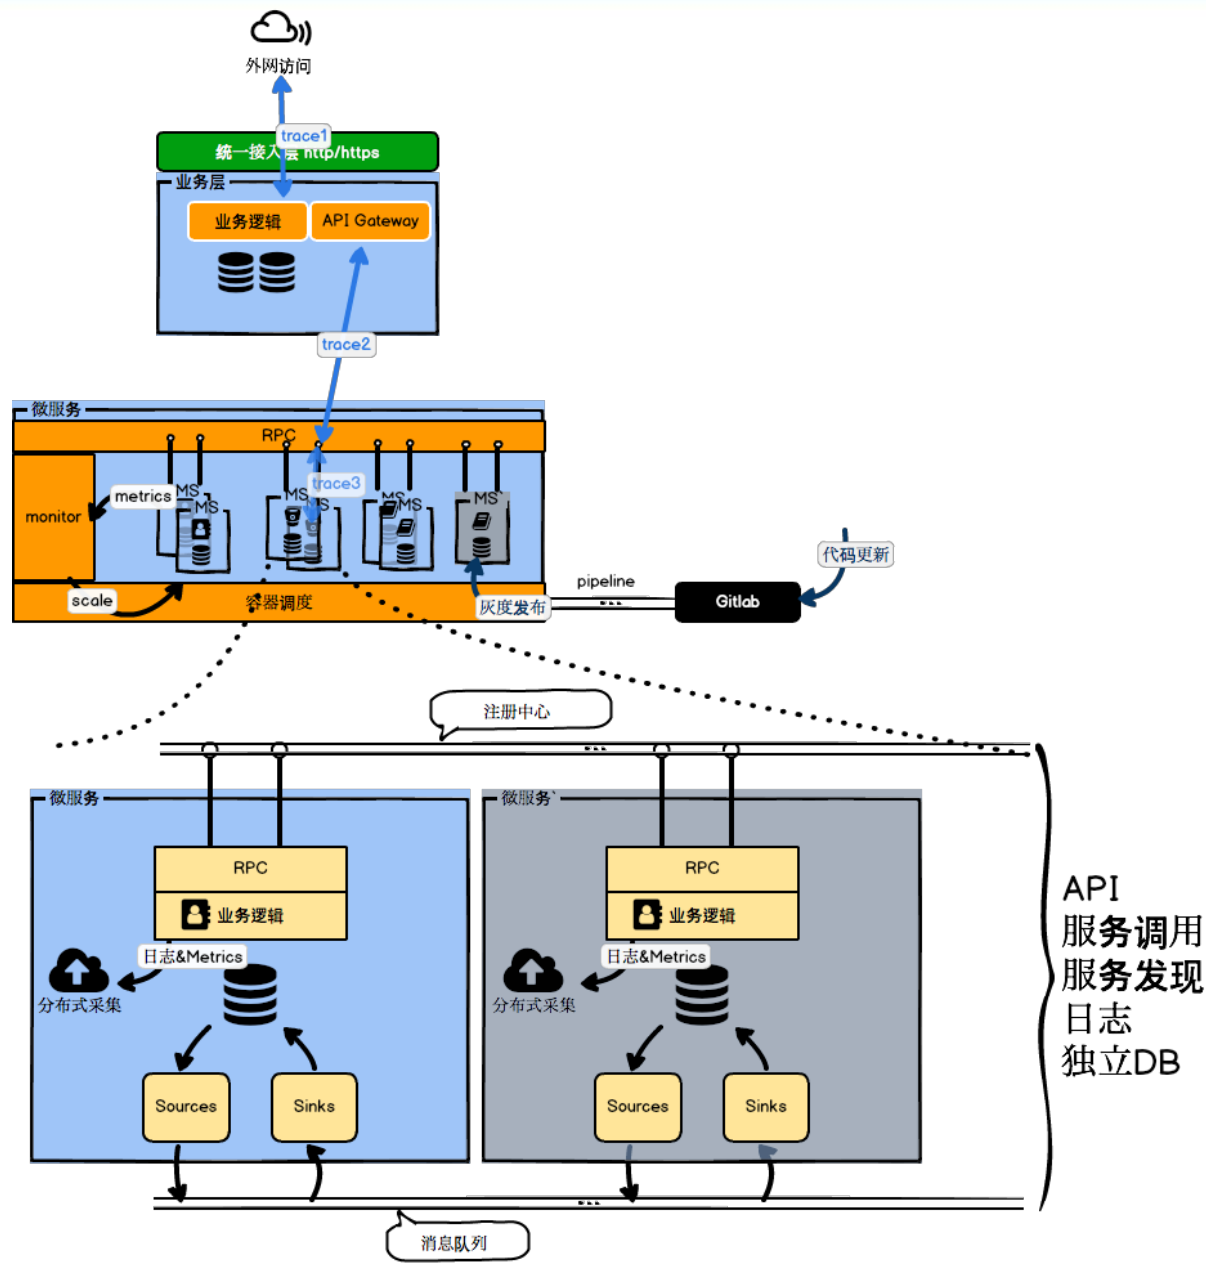 外网访问
trace1
统一接入层 http/https
业务层
业务逻辑
API Gateway
trace2
微服务
RPC
metrics
MS
MS
MS
MS
trace3
MS
MS
MS`
monitor
scale
容器调度
灰度发布
pipeline
Gitlab
代码更新
注册中心
微服务
RPC
业务逻辑
日志&Metrics
分布式采集
Sources
Sinks
微服务`
RPC
业务逻辑
日志&Metrics
分布式采集
Sources
Sinks
API
服务调用
服务发现
日志
独立DB
消息队列